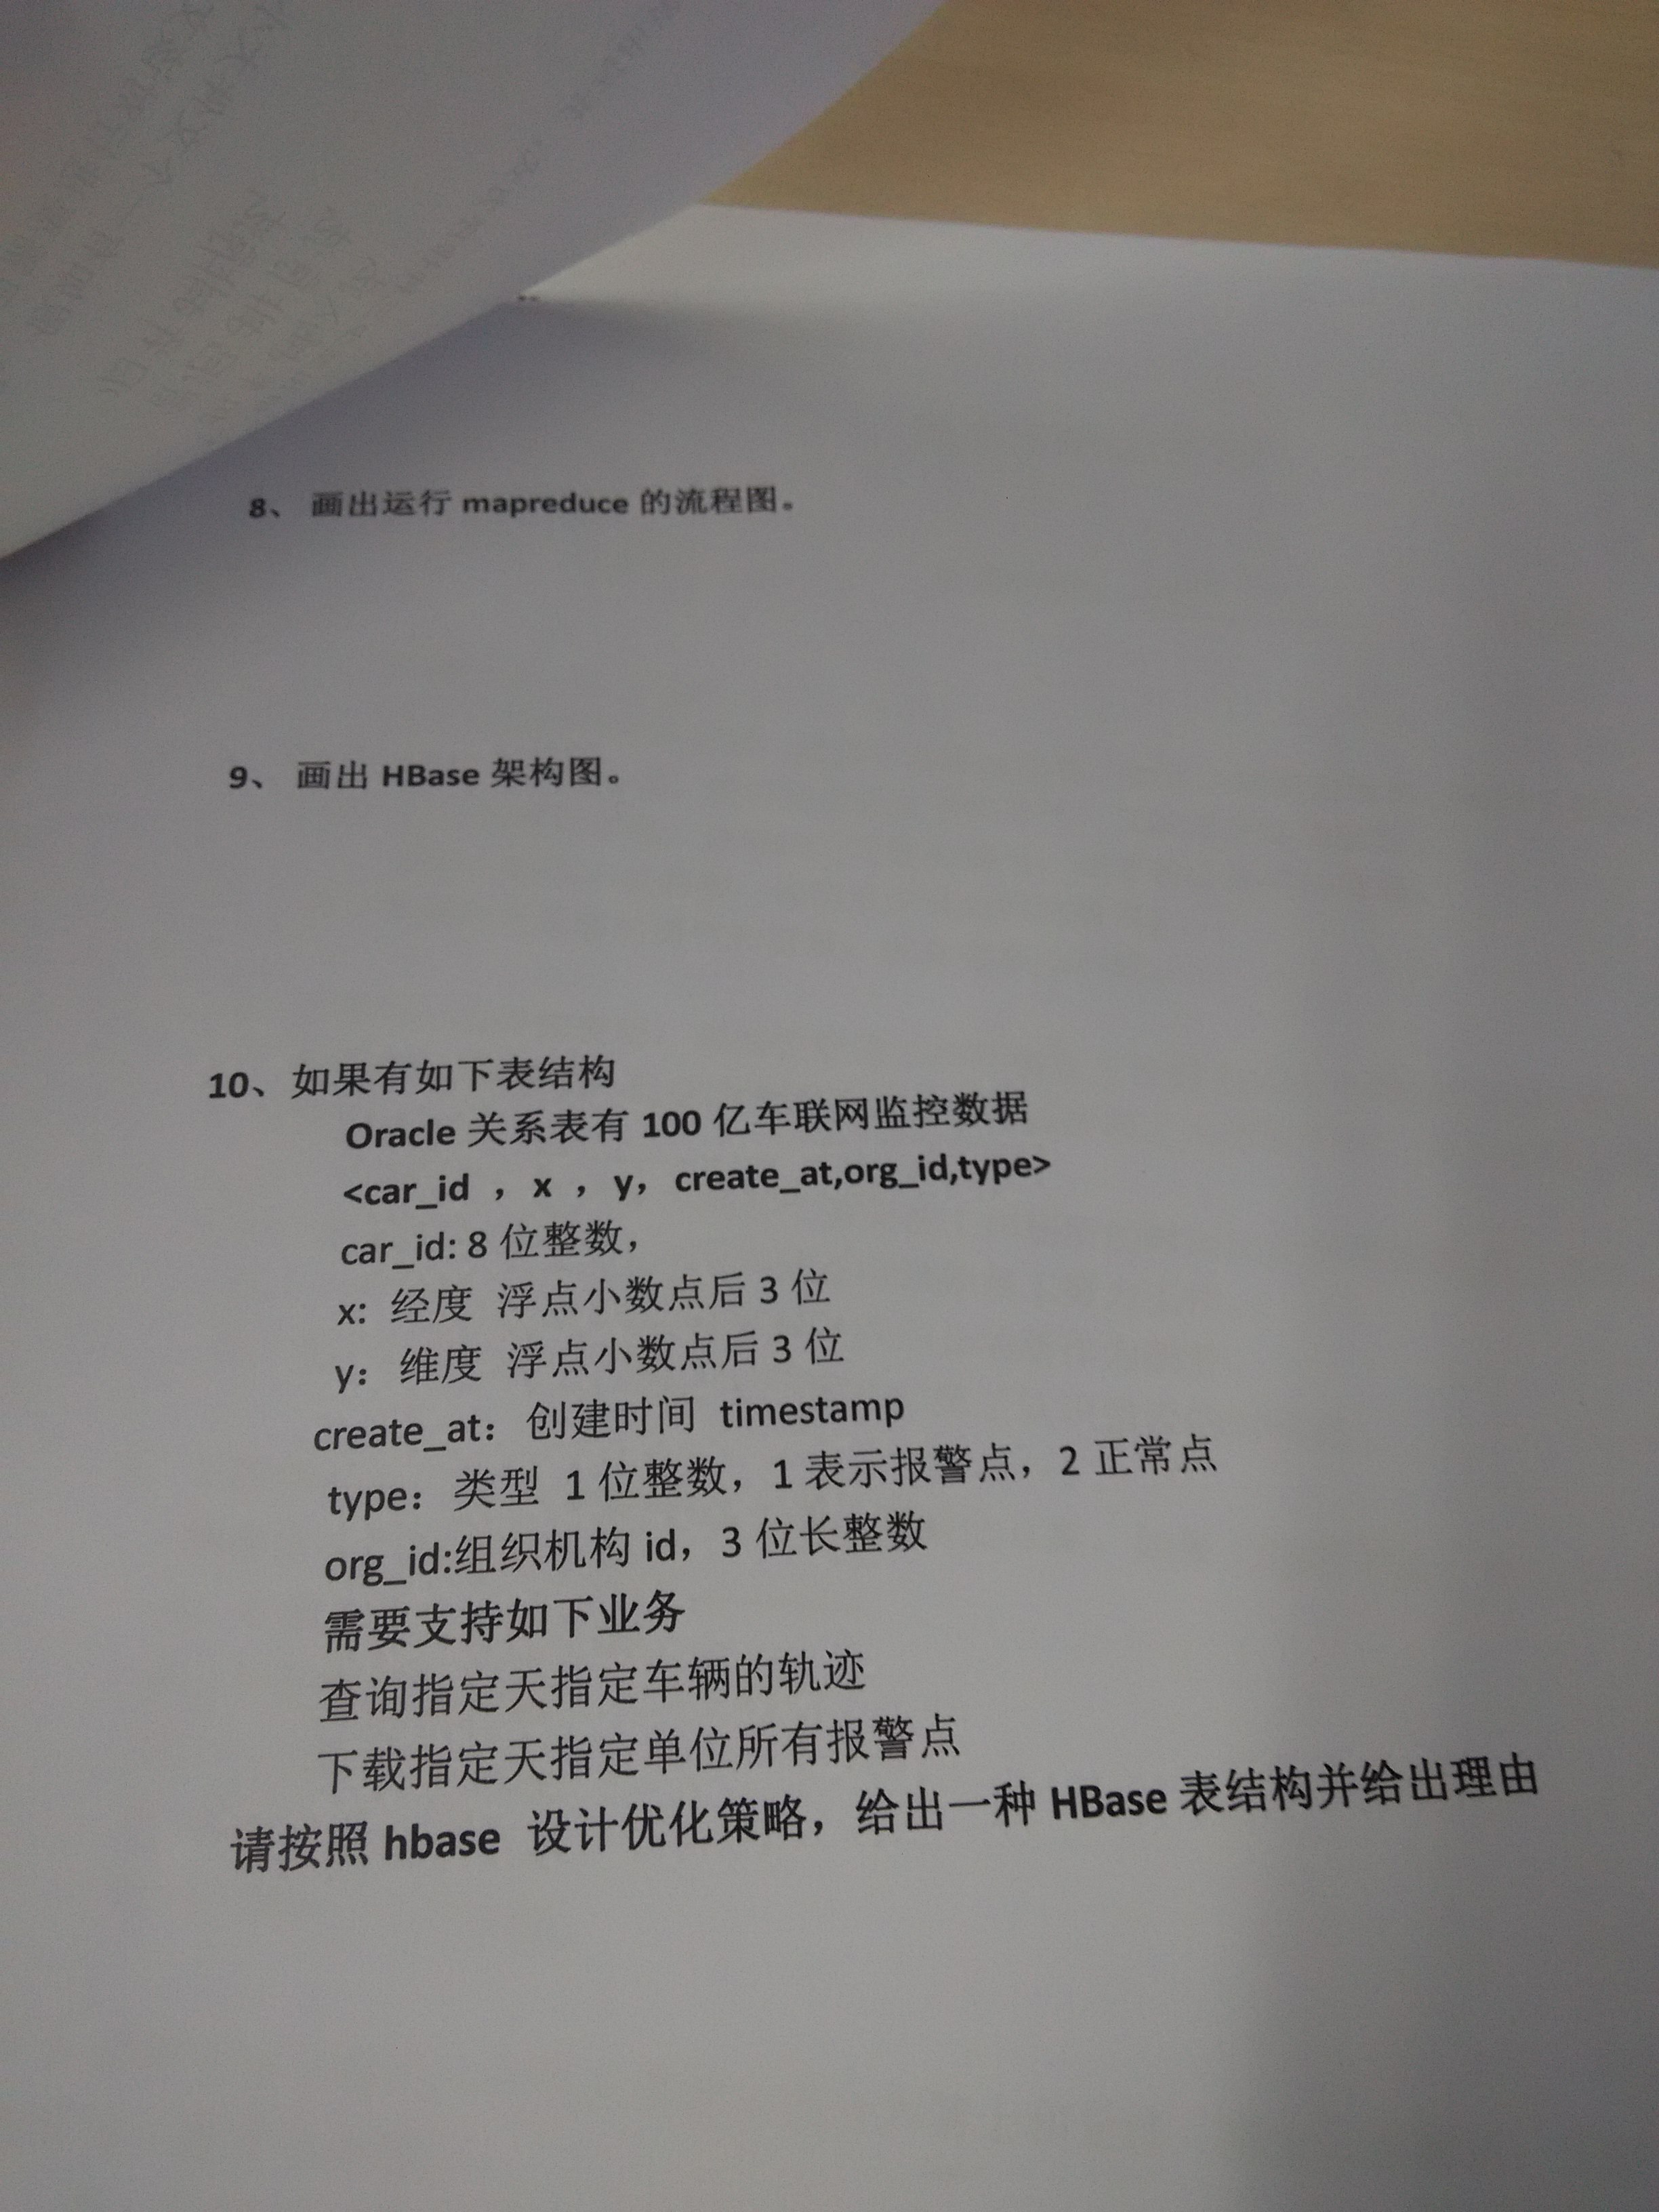 8、 画出运行 mapreduce 的流程图。
9、 画出 HBase 架构图。
10、如果有如下表结构
Oracle 关系表有 100 亿车联网监控数据
<car_id ，x ，y，create_at,org_id,type>
car_id: 8 位整数，
x: 经度 浮点小数点后 3 位
y：维度 浮点小数点后 3 位
create_at：创建时间 timestamp
type：类型 1 位整数，1 表示报警点，2 正常点
org_id:组织机构 id，3 位长整数
需要支持如下业务
查询指定天指定车辆的轨迹
下载指定天指定单位所有报警点
请按照 hbase 设计优化策略，给出一种 HBase 表结构并给出理由